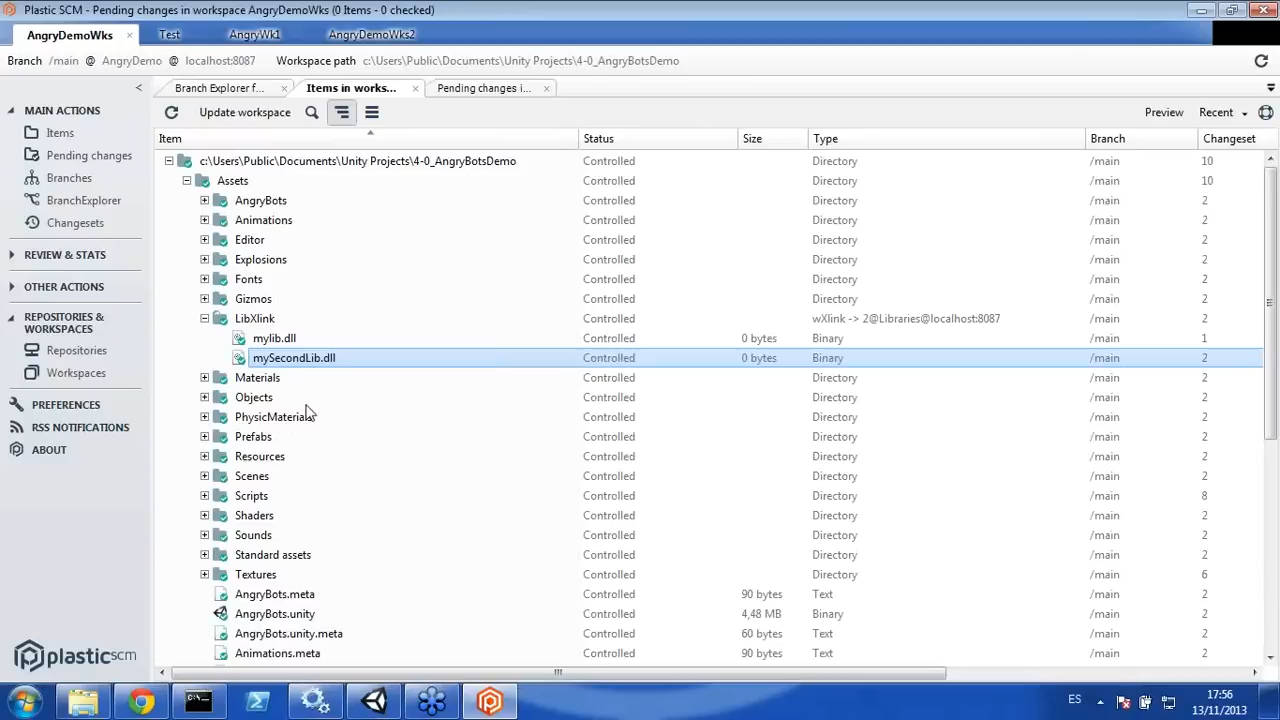 Plastic SCM - Pending changes in workspace AngryDemoWks (0 Items - 0 checked)
AngryDemoWks Test AngryWk1 AngryDemoWks2
Branch /main @ AngryDemo @ localhost:8087 Workspace path c:\Users\Public\Documents\Unity Projects\4-0_AngryBotsDemo
MAIN ACTIONS
Items
Pending changes
Branches
BranchExplorer
Changesets
REVIEW & STATS
OTHER ACTIONS
REPOSITORIES &
WORKSPACES
Repositories
Workspaces
PREFERENCES
RSS NOTIFICATIONS
ABOUT
plasticscm
Branch Explorer f... Items in works... Pending changes i...
Update workspace Preview Recent
Item Status Size Type Branch Changeset
c:\Users\Public\Documents\Unity Projects\4-0_AngryBotsDemo Controlled Directory /main 10
Assets Controlled Directory /main 10
AngryBots Controlled Directory /main 2
Animations Controlled Directory /main 2
Editor Controlled Directory /main 2
Explosions Controlled Directory /main 2
Fonts Controlled Directory /main 2
Gizmos Controlled Directory /main 2
LibXlink Controlled wXlink -> 2@Libraries@localhost:8087 /main 2
mylib.dll Controlled 0 bytes Binary /main 1
mySecondLib.dll Controlled 0 bytes Binary /main 2
Materials Controlled Directory /main 2
Objects Controlled Directory /main 2
PhysicMaterials Controlled Directory /main 2
Prefabs Controlled Directory /main 2
Resources Controlled Directory /main 2
Scenes Controlled Directory /main 2
Scripts Controlled Directory /main 8
Shaders Controlled Directory /main 2
Sounds Controlled Directory /main 2
Standard assets Controlled Directory /main 2
Textures Controlled Directory /main 6
AngryBots.meta Controlled 90 bytes Text /main 2
AngryBots.unity Controlled 4,48 MB Binary /main 2
AngryBots.unity.meta Controlled 60 bytes Text /main 2
Animations.meta Controlled 90 bytes Text /main 2
ES
17:56
13/11/2013